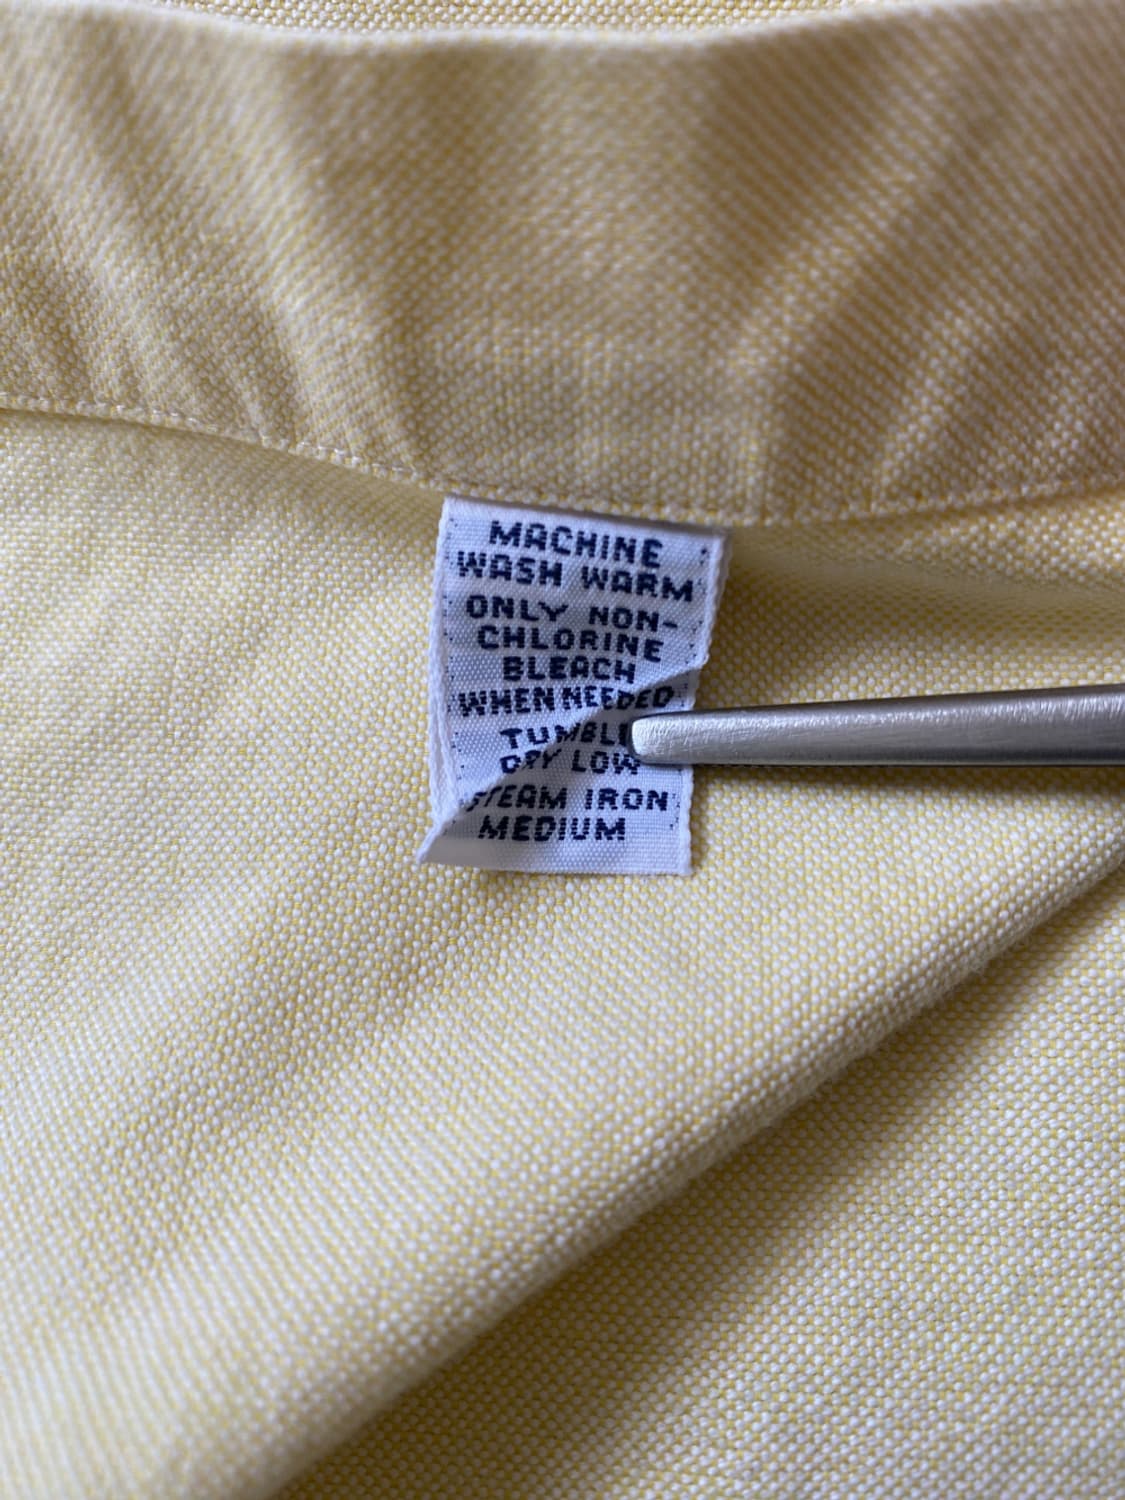 MACHINE
WASH WARM
ONLY NON-
CHLORINE
BLEACH
WHEN NEEDED
TUMBLE
DRY LOW
STEAM IRON
MEDIUM